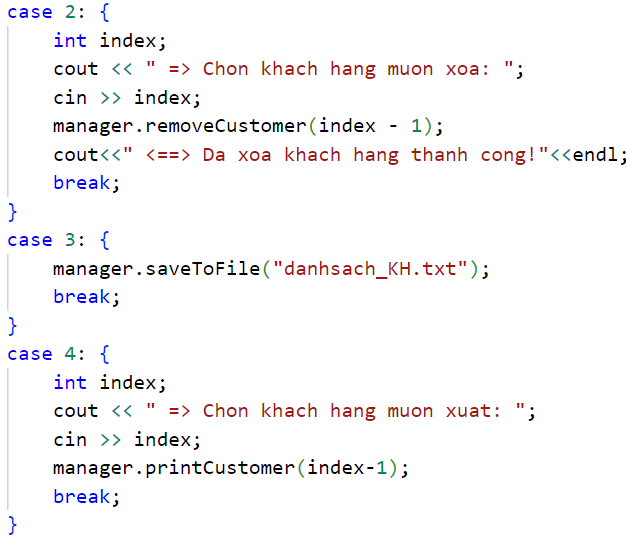 case 2: {
    int index;
    cout << " => Chon khach hang muon xoa: ";
    cin >> index;
    manager.removeCustomer(index - 1);
    cout<<" <==> Da xoa khach hang thanh cong!"<<endl;
    break;
}
case 3: {
    manager.saveToFile("danhsach_KH.txt");
    break;
}
case 4: {
    int index;
    cout << " => Chon khach hang muon xuat: ";
    cin >> index;
    manager.printCustomer(index-1);
    break;
}